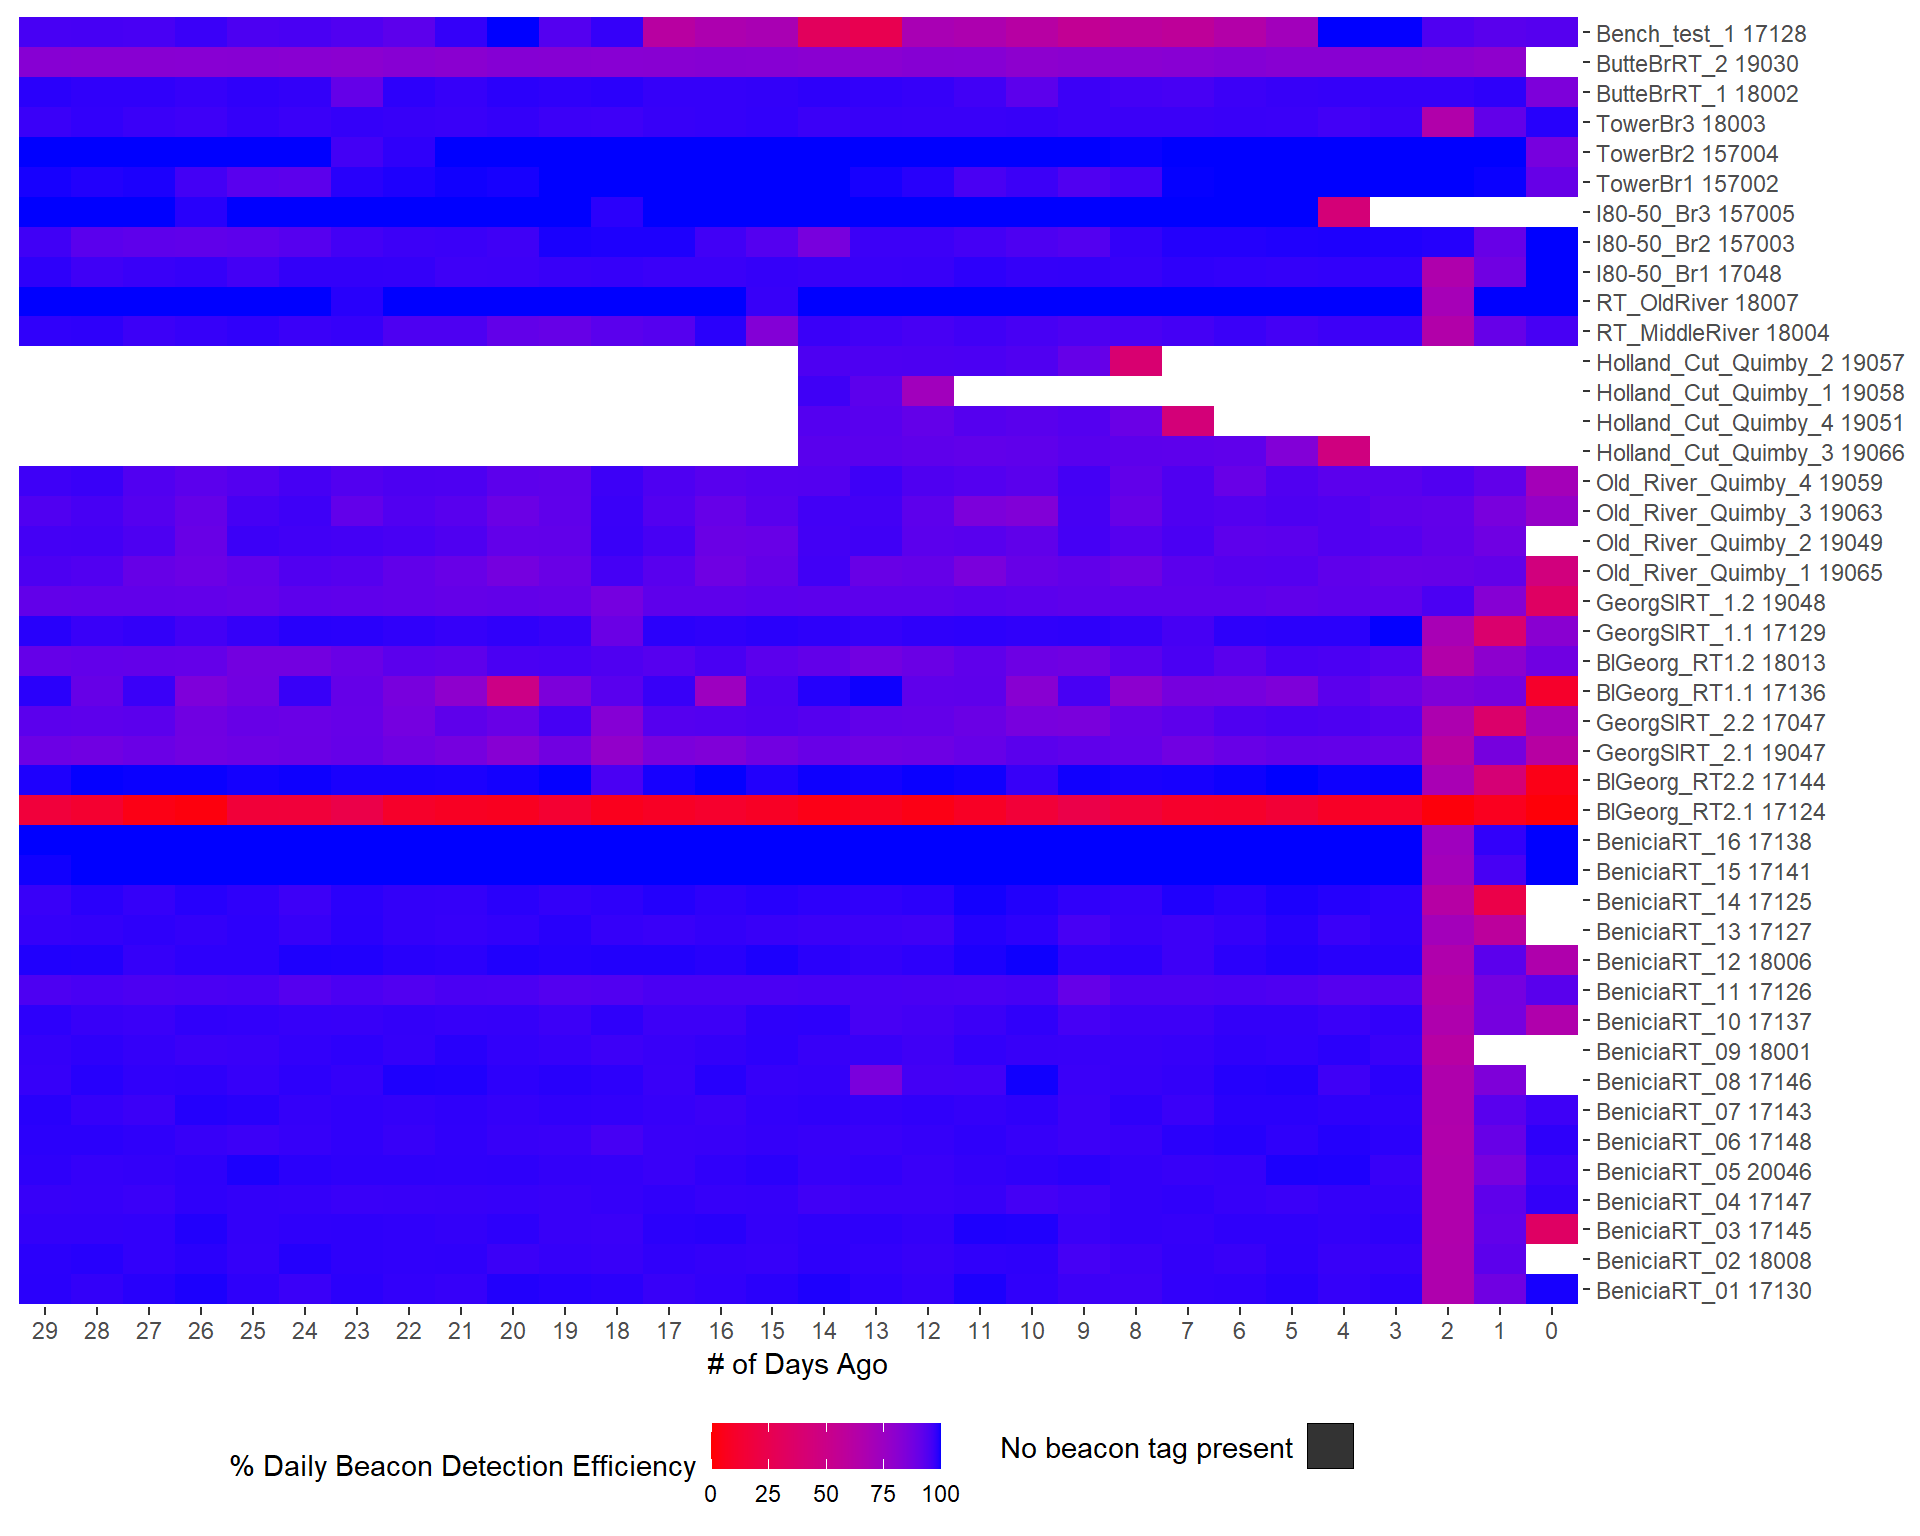 Bench_test_1 17128
ButteBrRT_2 19030
ButteBrRT_1 18002
TowerBr3 18003
TowerBr2 157004
TowerBr1 157002
I80-50_Br3 157005
I80-50_Br2 157003
I80-50_Br1 17048
RT_OldRiver 18007
RT_MiddleRiver 18004
Holland_Cut_Quimby_2 19057
Holland_Cut_Quimby_1 19058
Holland_Cut_Quimby_4 19051
Holland_Cut_Quimby_3 19066
Old_River_Quimby_4 19059
Old_River_Quimby_3 19063
Old_River_Quimby_2 19049
Old_River_Quimby_1 19065
GeorgSlRT_1.2 19048
GeorgSlRT_1.1 17129
BlGeorg_RT1.2 18013
BlGeorg_RT1.1 17136
GeorgSlRT_2.2 17047
GeorgSlRT_2.1 19047
BlGeorg_RT2.2 17144
BlGeorg_RT2.1 17124
BeniciaRT_16 17138
BeniciaRT_15 17141
BeniciaRT_14 17125
BeniciaRT_13 17127
BeniciaRT_12 18006
BeniciaRT_11 17126
BeniciaRT_10 17137
BeniciaRT_09 18001
BeniciaRT_08 17146
BeniciaRT_07 17143
BeniciaRT_06 17148
BeniciaRT_05 20046
BeniciaRT_04 17147
BeniciaRT_03 17145
BeniciaRT_02 18008
BeniciaRT_01 17130
29 28 27 26 25 24 23 22 21 20 19 18 17 16 15 14 13 12 11 10 9 8 7 6 5 4 3 2 1 0
# of Days Ago
% Daily Beacon Detection Efficiency
0 25 50 75 100
No beacon tag present